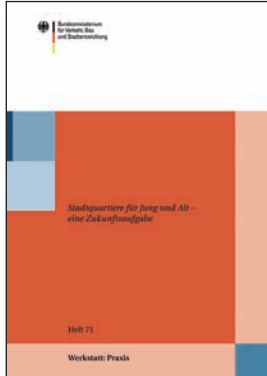 Bundesministerium
für Verkehr, Bau
und Stadtentwicklung
Stadtquartiere für Jung und Alt –
eine Zukunftsaufgabe
Heft 71
Werkstatt: Praxis